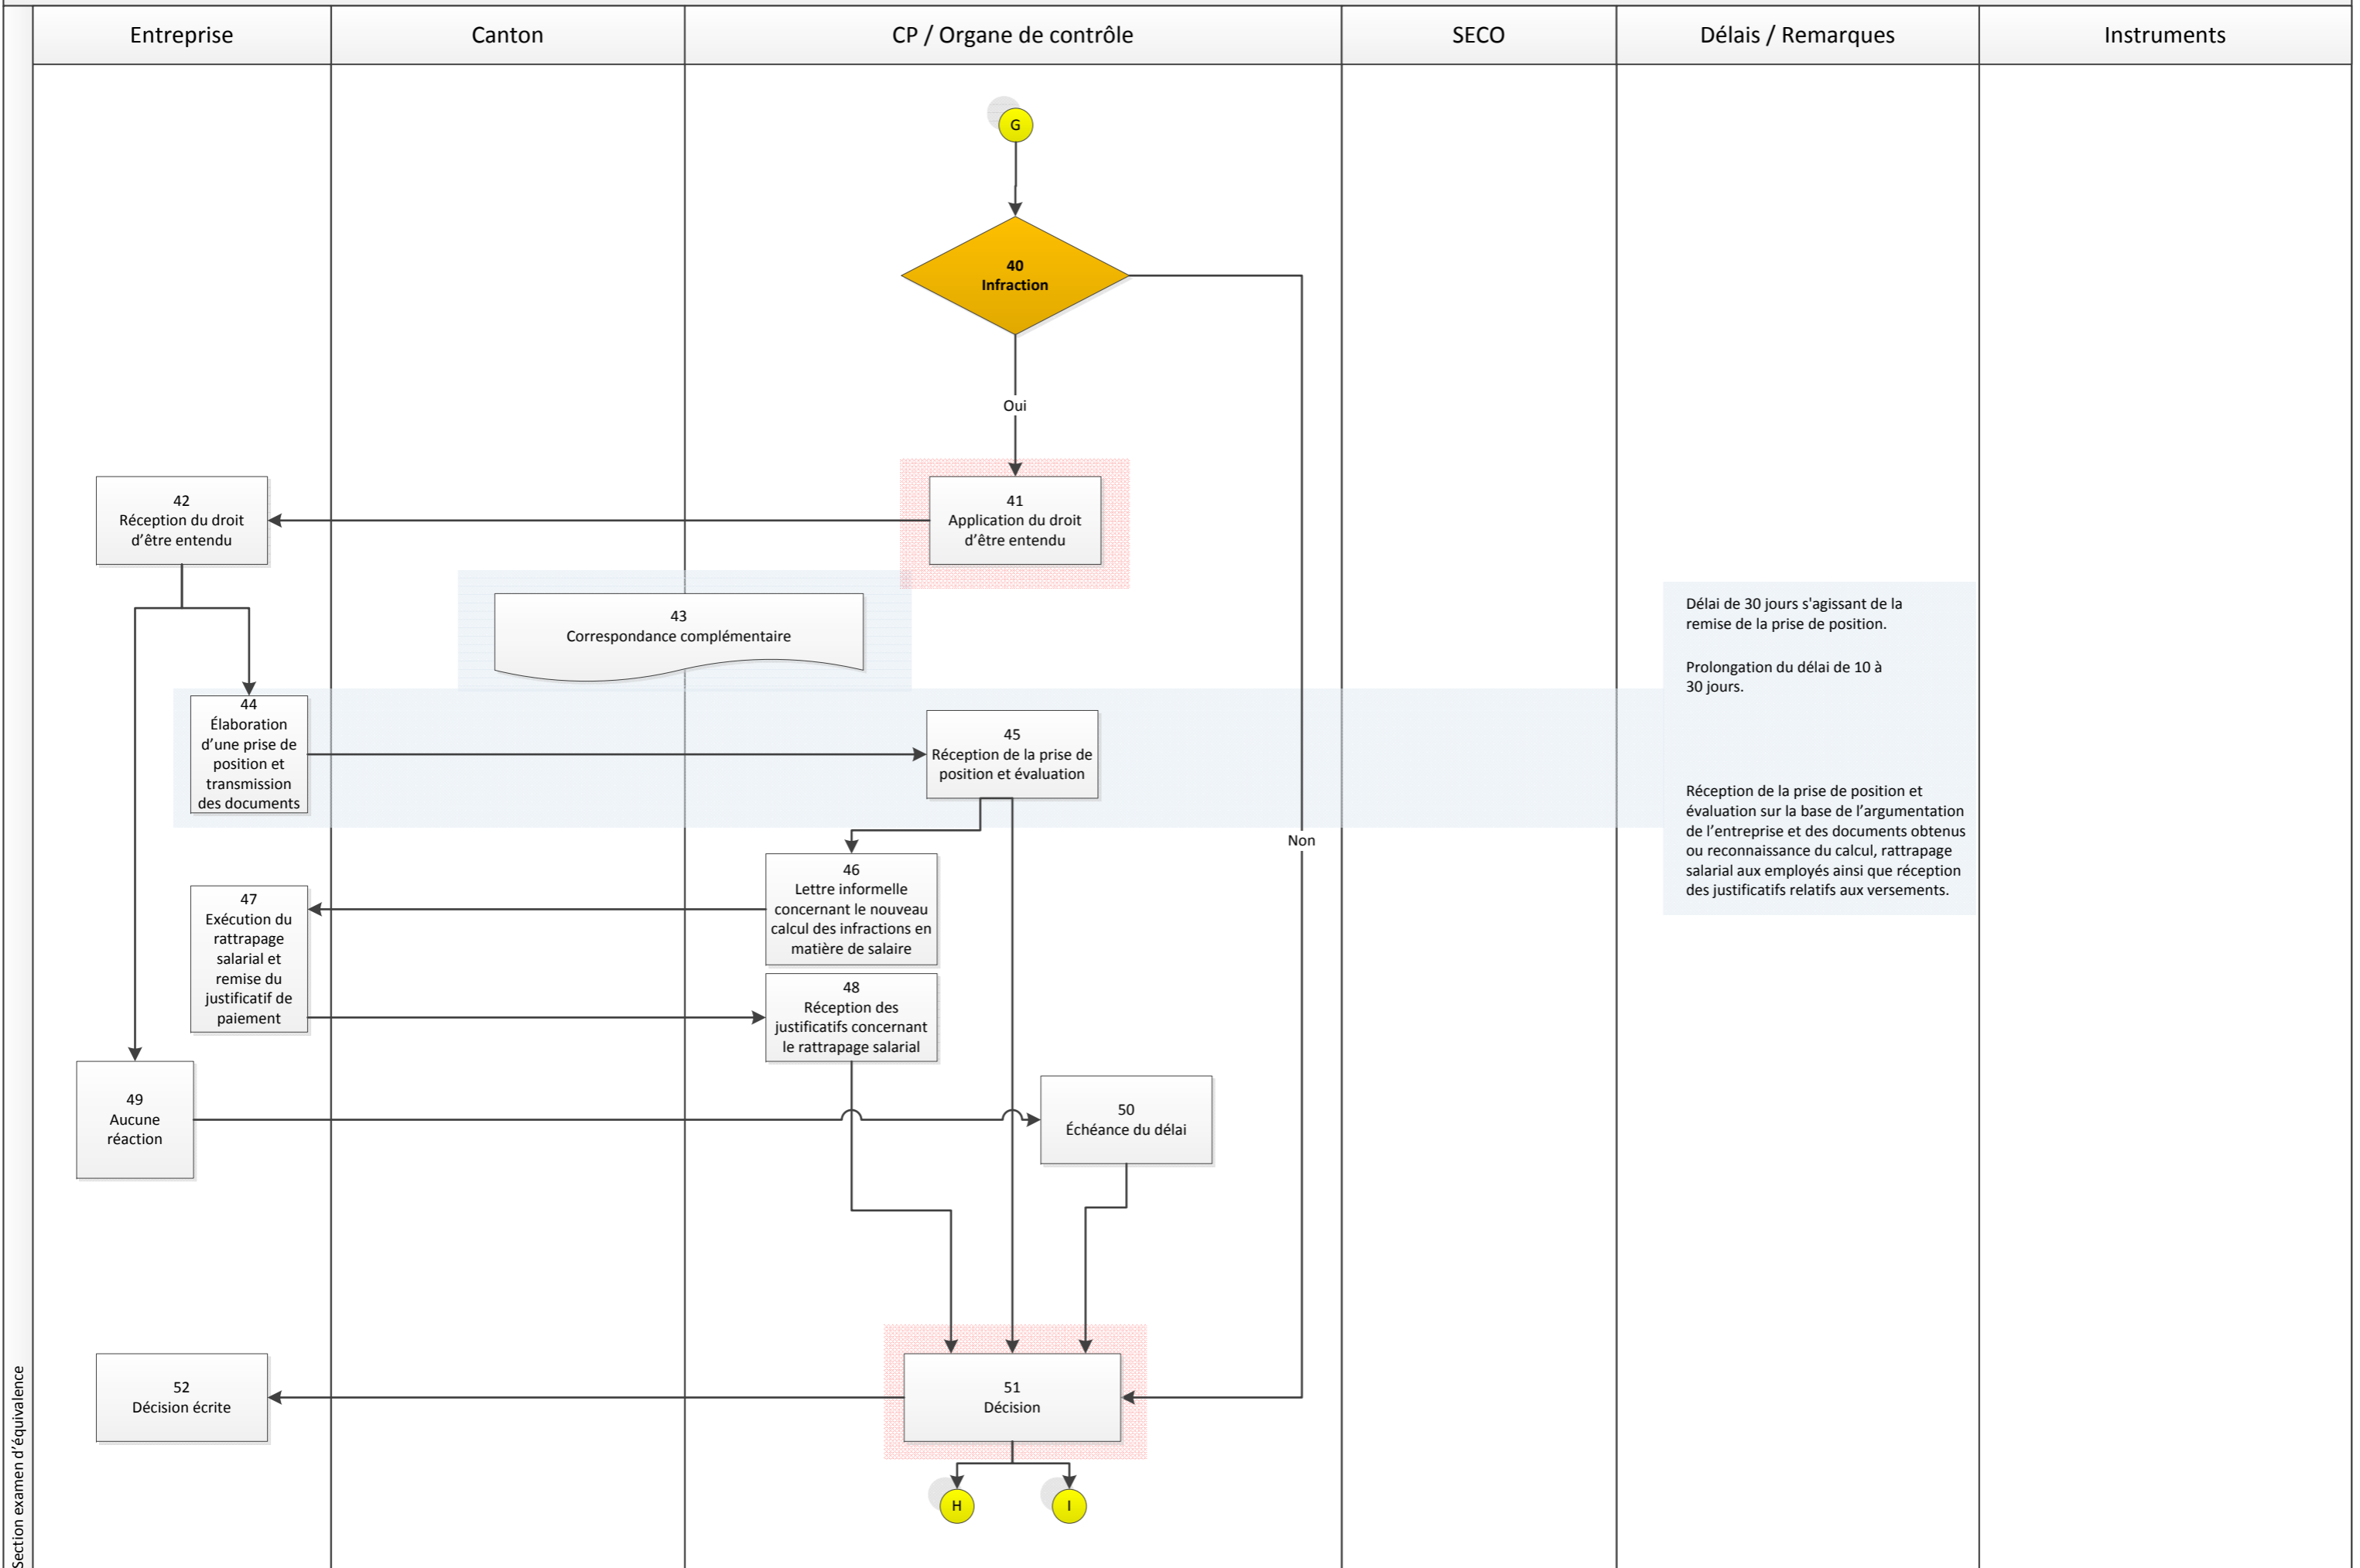 Entreprise
Canton
CP / Organe de contrôle
SECO
Délais / Remarques
Instruments
G
40
Infraction
Oui
41
Application du droit
d’être entendu
42
Réception du droit
d’être entendu
43
Correspondance complémentaire
Délai de 30 jours s'agissant de la
remise de la prise de position.
Prolongation du délai de 10 à
30 jours.
44
Élaboration
d’une prise de
position et
transmission
des documents
45
Réception de la prise de
position et évaluation
Réception de la prise de position et
évaluation sur la base de l’argumentation
de l’entreprise et des documents obtenus
ou reconnaissance du calcul, rattrapage
salarial aux employés ainsi que réception
des justificatifs relatifs aux versements.
Non
46
Lettre informelle
concernant le nouveau
calcul des infractions en
matière de salaire
47
Exécution du
rattrapage
salarial et
remise du
justificatif de
paiement
48
Réception des
justificatifs concernant
le rattrapage salarial
49
Aucune
réaction
50
Échéance du délai
51
Décision
52
Décision écrite
H
I
Section examen d’équivalence